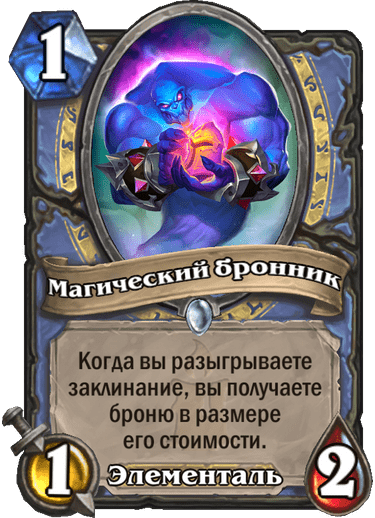 1
Магический бронник
Когда вы разыгрываете
заклинание, вы получаете
броню в размере
его стоимости.
1
Элементаль
2